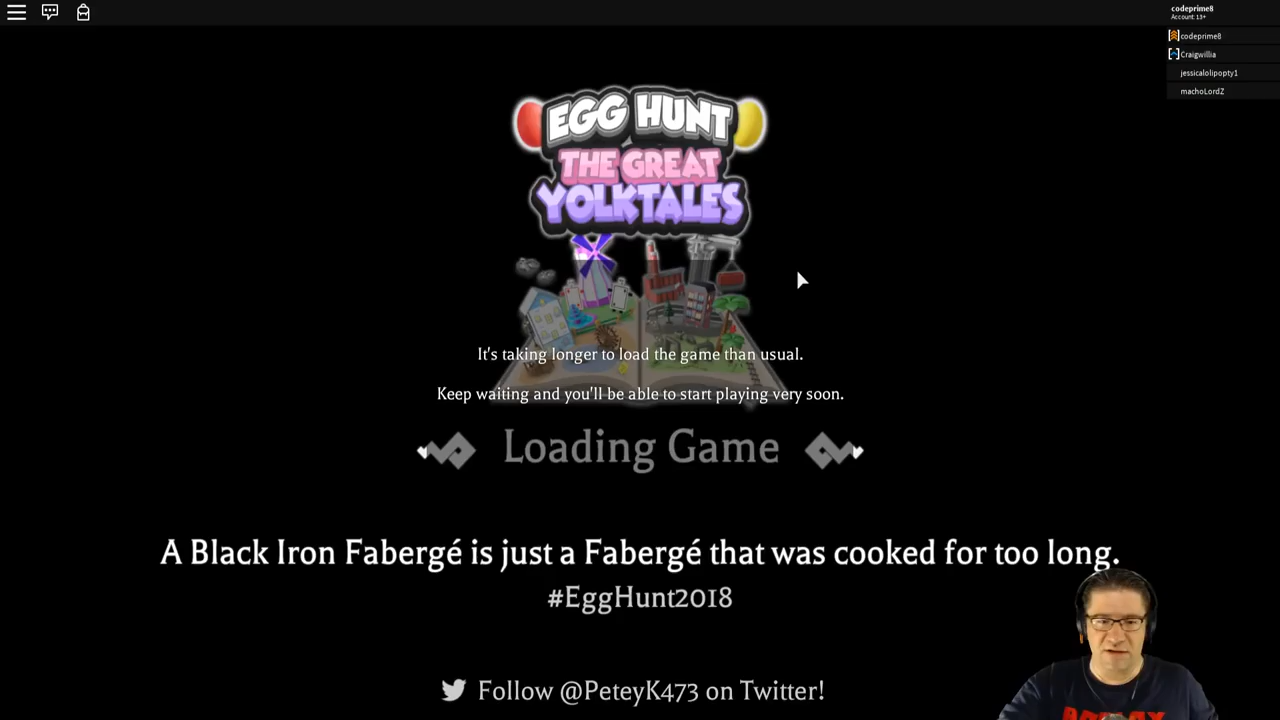 codeprime8
Account: 13+
codeprime8
Craigwillia
jessicalolipopty1
machoLordZ
EGG HUNT
THE GREAT
YOLKTALES
It's taking longer to load the game than usual.
Keep waiting and you'll be able to start playing very soon.
Loading Game
A Black Iron Fabergé is just a Fabergé that was cooked for too long.
#EggHunt2018
Follow @PeteyK473 on Twitter!
ROBLOX